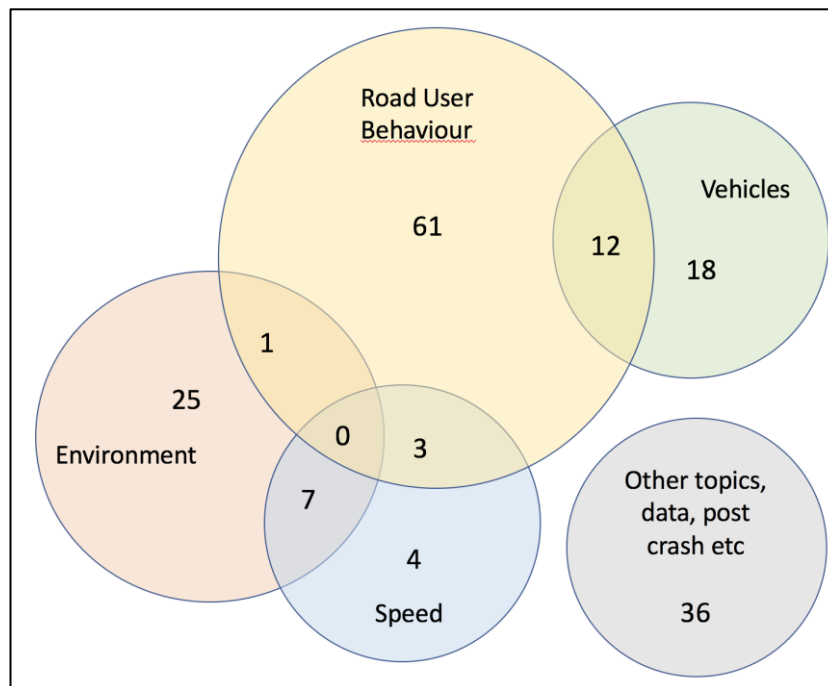 Road User
Behaviour
61
Vehicles
12
18
1
25
Environment
0
3
7
4
Speed
Other topics,
data, post
crash etc
36